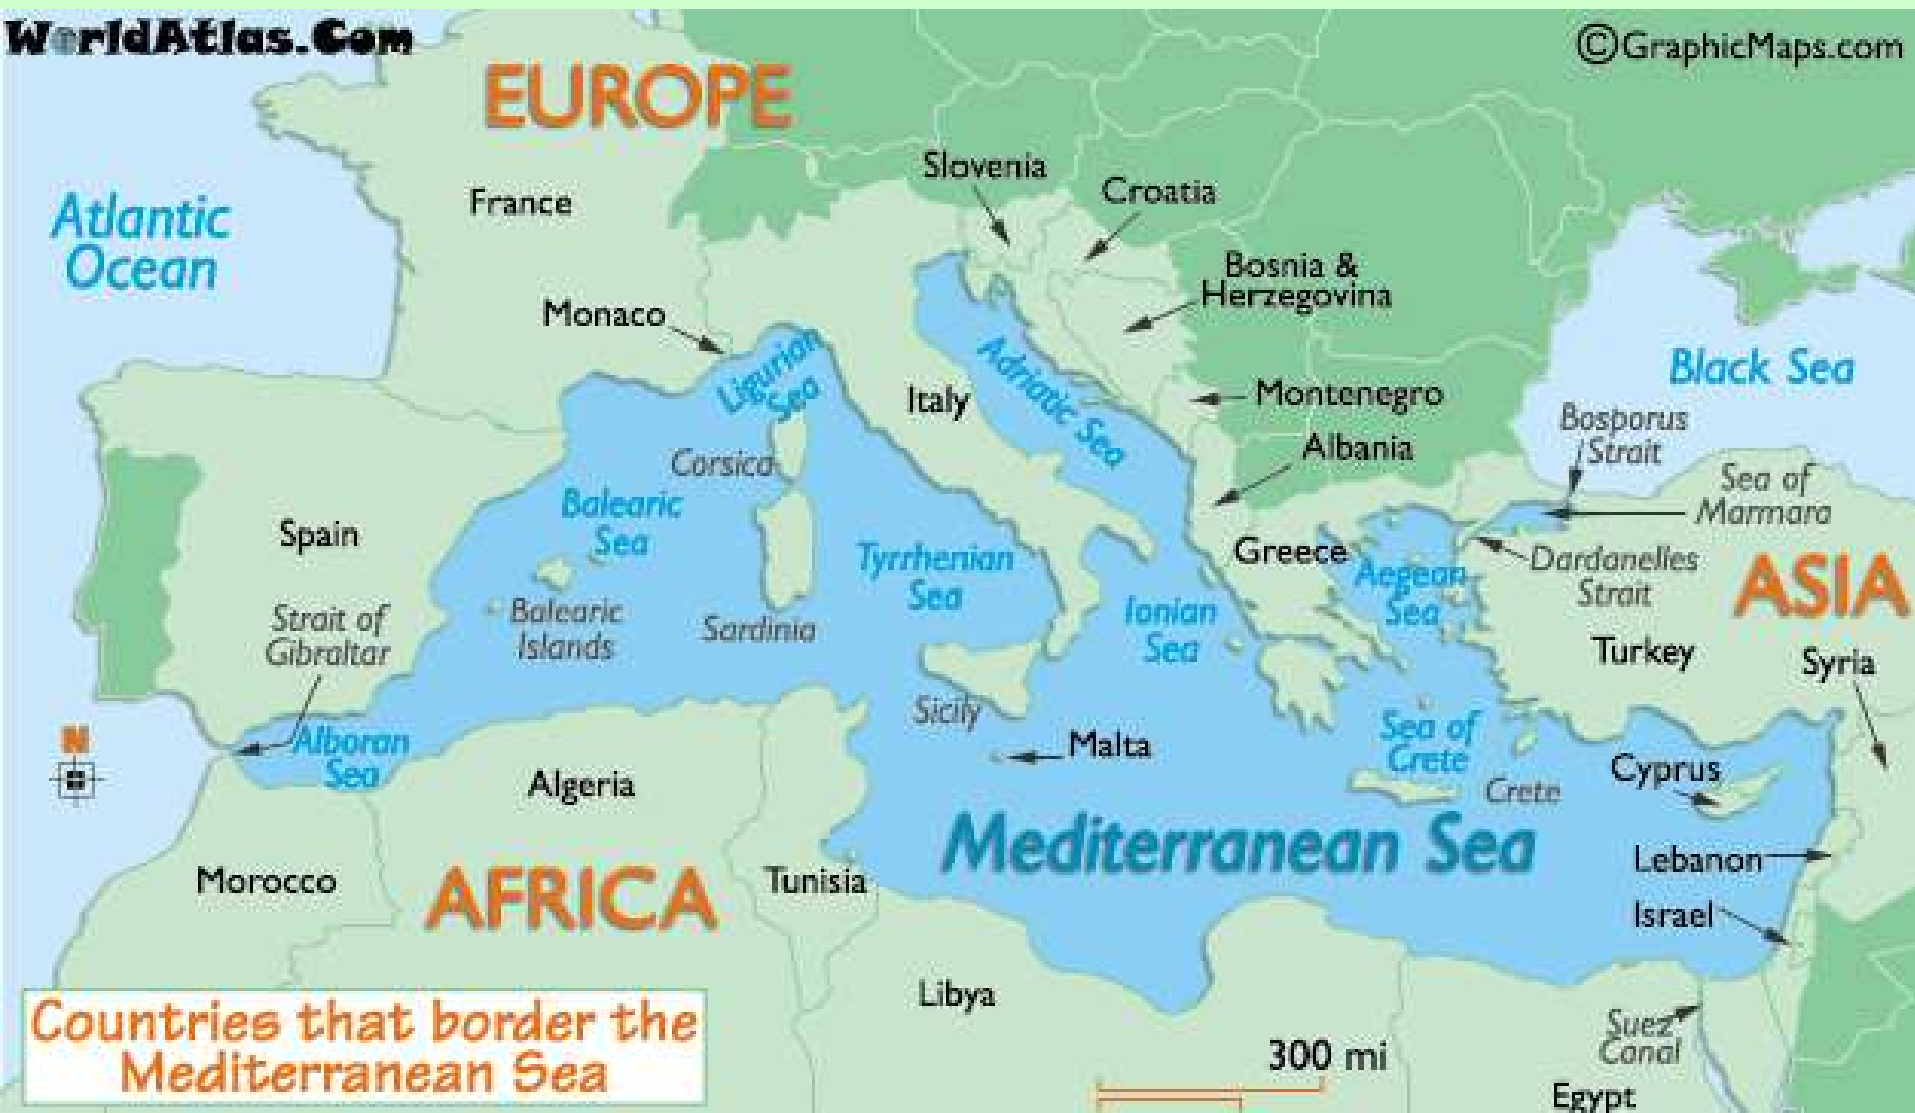 WorldAtlas.Com
©GraphicMaps.com
EUROPE
Slovenia
Croatia
France
Atlantic
Ocean
Bosnia &
Herzegovina
Monaco
Ligurian
Sea
Adriatic Sea
Black Sea
Italy
Montenegro
Bosporus
Strait
Albania
Corsica
Sea of
Marmara
Balearic
Sea
Spain
Greece
Tyrrhenian
Sea
Aegean
Sea
Dardanelles
Strait
ASIA
Strait of
Gibraltar
Balearic
Islands
Sardinia
Ionian
Sea
Turkey
Syria
Sicily
N
Alboran
Sea
Malta
Sea of
Crete
Crete
Cyprus
Algeria
Mediterranean Sea
Lebanon
Morocco
AFRICA
Tunisia
Israel
Libya
Countries that border the
Mediterranean Sea
Suez
Canal
300 mi
Egypt